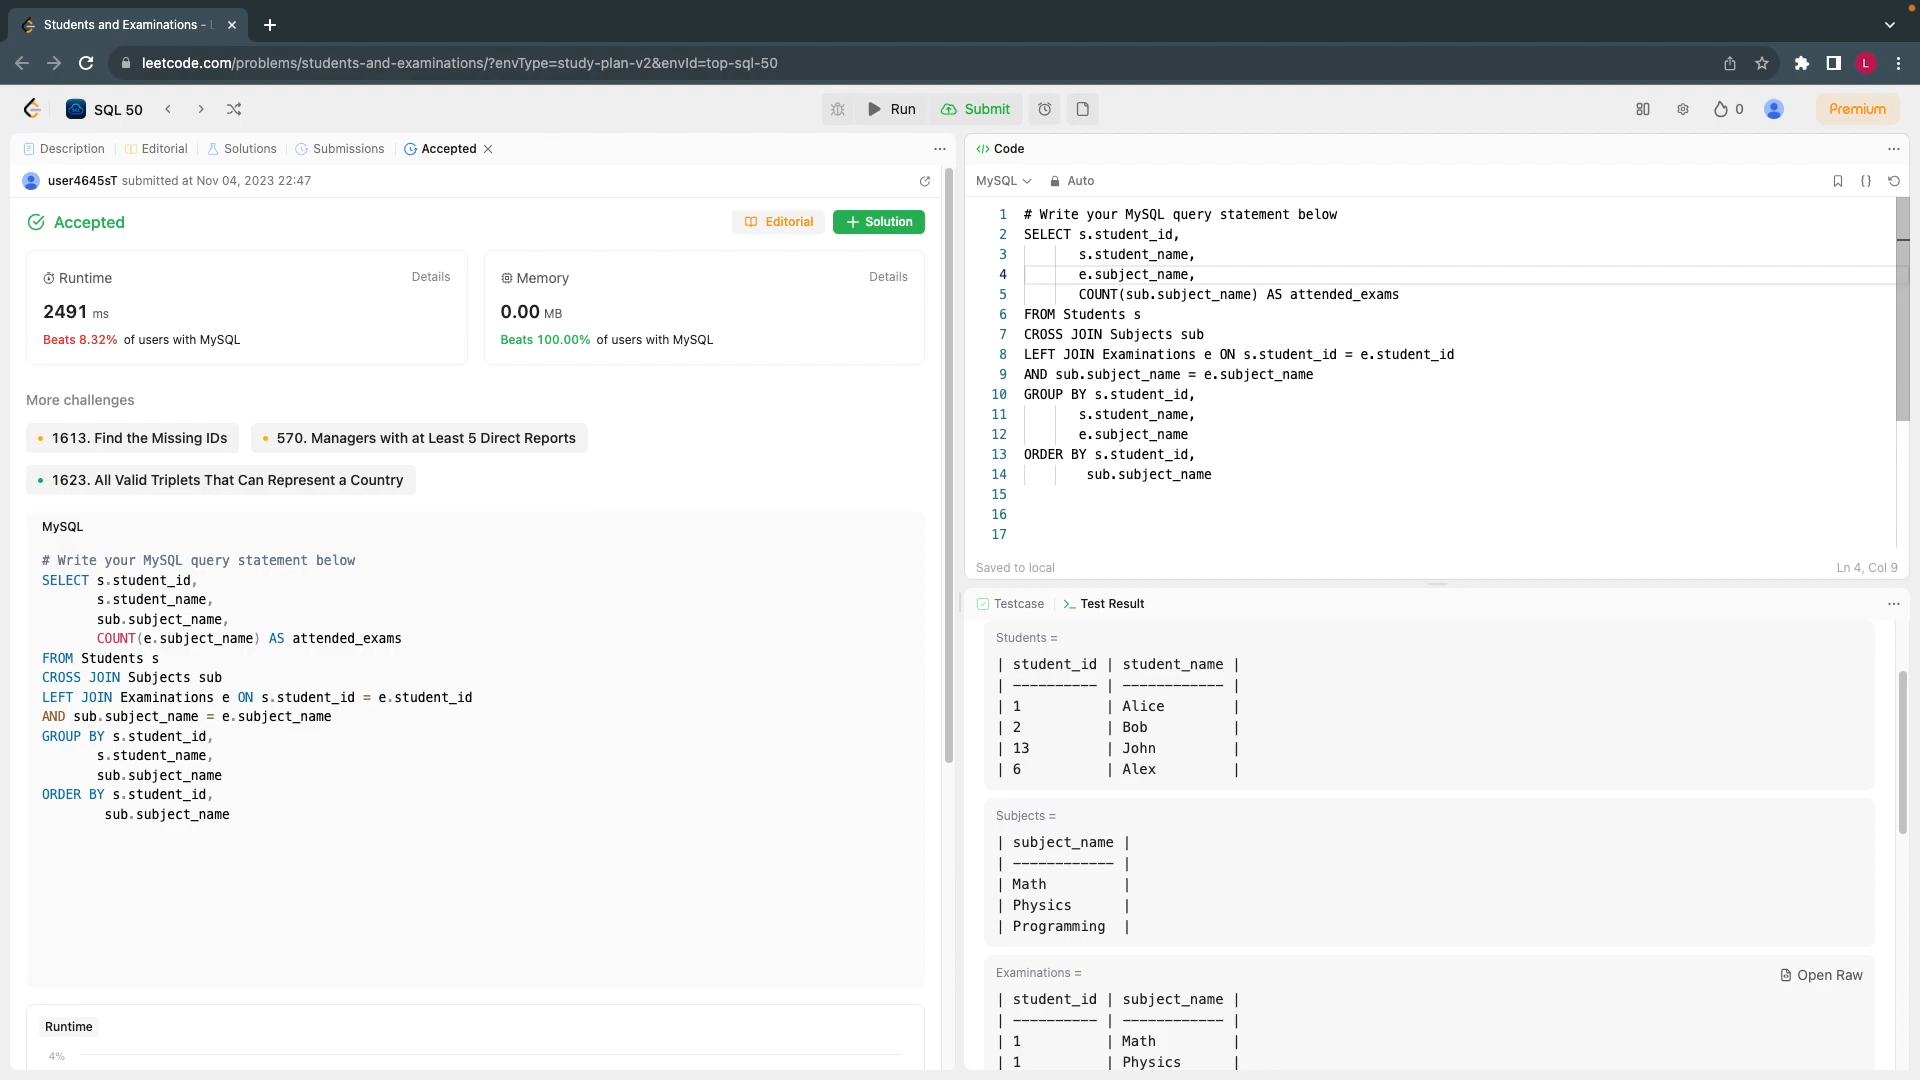 Students and Examinations - L
leetcode.com/problems/students-and-examinations/?envType=study-plan-v2&envId=top-sql-50
L
SQL 50
Run
Submit
0
Premium
Description
Editorial
Solutions
Submissions
Accepted
user4645sT submitted at Nov 04, 2023 22:47
Accepted
Editorial
Solution
Runtime
Details
2491 ms
Beats 8.32% of users with MySQL
Memory
Details
0.00 MB
Beats 100.00% of users with MySQL
More challenges
1613. Find the Missing IDs
570. Managers with at Least 5 Direct Reports
1623. All Valid Triplets That Can Represent a Country
MySQL
# Write your MySQL query statement below
SELECT s.student_id,
s.student_name,
sub.subject_name,
COUNT(e.subject_name) AS attended_exams
FROM Students s
CROSS JOIN Subjects sub
LEFT JOIN Examinations e ON s.student_id = e.student_id
AND sub.subject_name = e.subject_name
GROUP BY s.student_id,
s.student_name,
sub.subject_name
ORDER BY s.student_id,
sub.subject_name
Runtime
4%
</> Code
MySQL
Auto
{}
1 # Write your MySQL query statement below
2 SELECT s.student_id,
3 s.student_name,
4 e.subject_name,
5 COUNT(sub.subject_name) AS attended_exams
6 FROM Students s
7 CROSS JOIN Subjects sub
8 LEFT JOIN Examinations e ON s.student_id = e.student_id
9 AND sub.subject_name = e.subject_name
10 GROUP BY s.student_id,
11 s.student_name,
12 e.subject_name
13 ORDER BY s.student_id,
14 sub.subject_name
15
16
17
Saved to local
Ln 4, Col 9
Testcase
>_ Test Result
Students =
| student_id | student_name |
| ---------- | ------------ |
| 1 | Alice |
| 2 | Bob |
| 13 | John |
| 6 | Alex |
Subjects =
| subject_name |
| ------------ |
| Math |
| Physics |
| Programming |
Examinations =
Open Raw
| student_id | subject_name |
| ---------- | ------------ |
| 1 | Math |
| 1 | Physics |